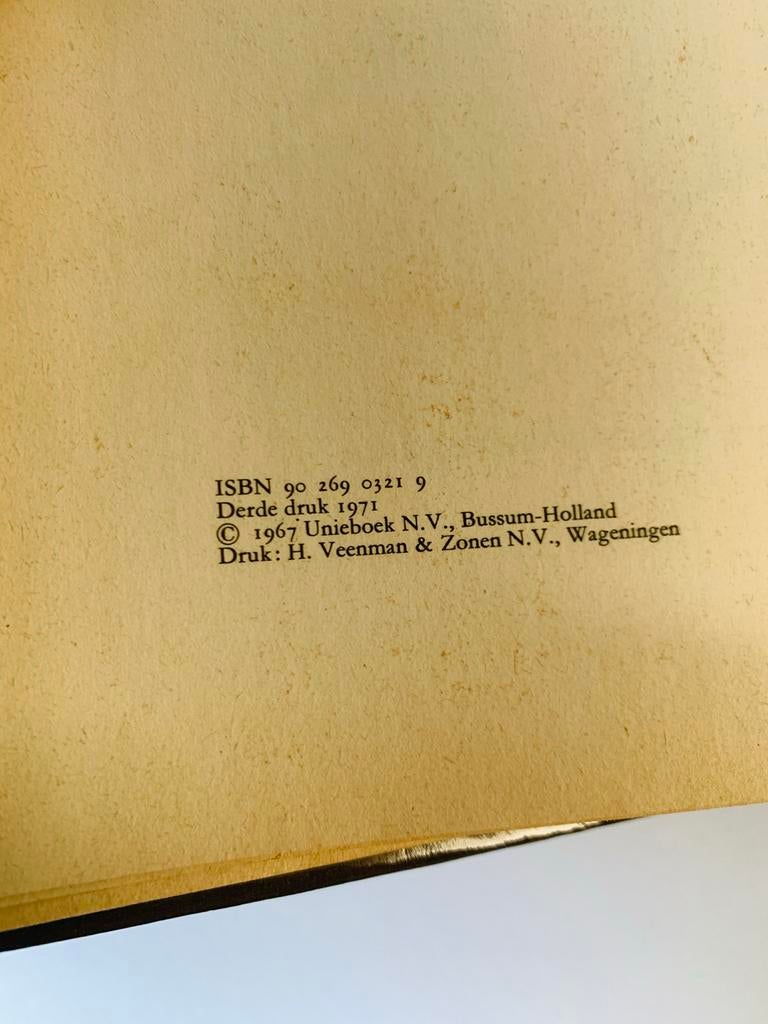 ISBN 90 269 0321 9
Derde druk 1971
© 1967 Unieboek N.V., Bussum-Holland
Druk: H. Veenman & Zonen N.V., Wageningen